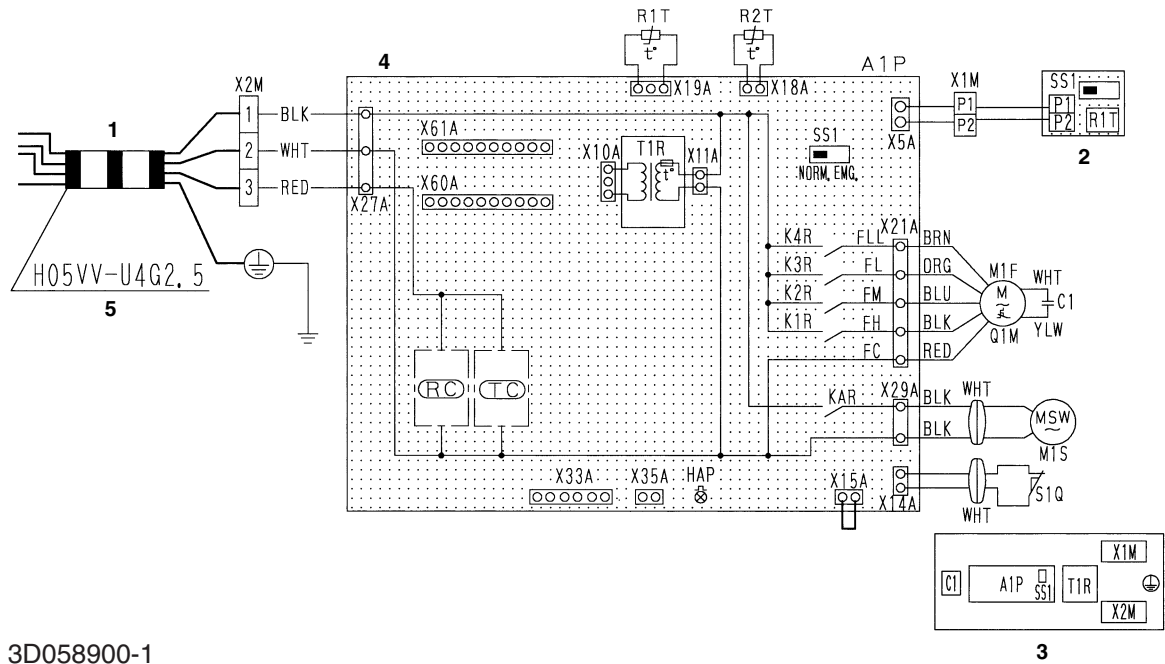 R1T
R2T
t°
t°
4
A1P
X2M
X19A
X18A
X1M
SS1
1
BLK
P1
P1
R1T
1
X61A
SS1
X5A
P2
P2
2
WHT
X10A
T1R
X11A
2
t°
NORM. EMG.
3
RED
X60A
X27A
X21A
K4R
FLL
BRN
H05VV-U4G2.5
K3R
FL
ORG
M1F
WHT
5
K2R
FM
BLU
M
C1
K1R
FH
BLK
Q1M
YLW
FC
RED
RC
TC
X29A
WHT
KAR
BLK
MSW
BLK
M1S
X33A
X35A
HAP
X15A
X14A
S1Q
WHT
X1M
C1
A1P
SS1
T1R
X2M
3D058900-1
3